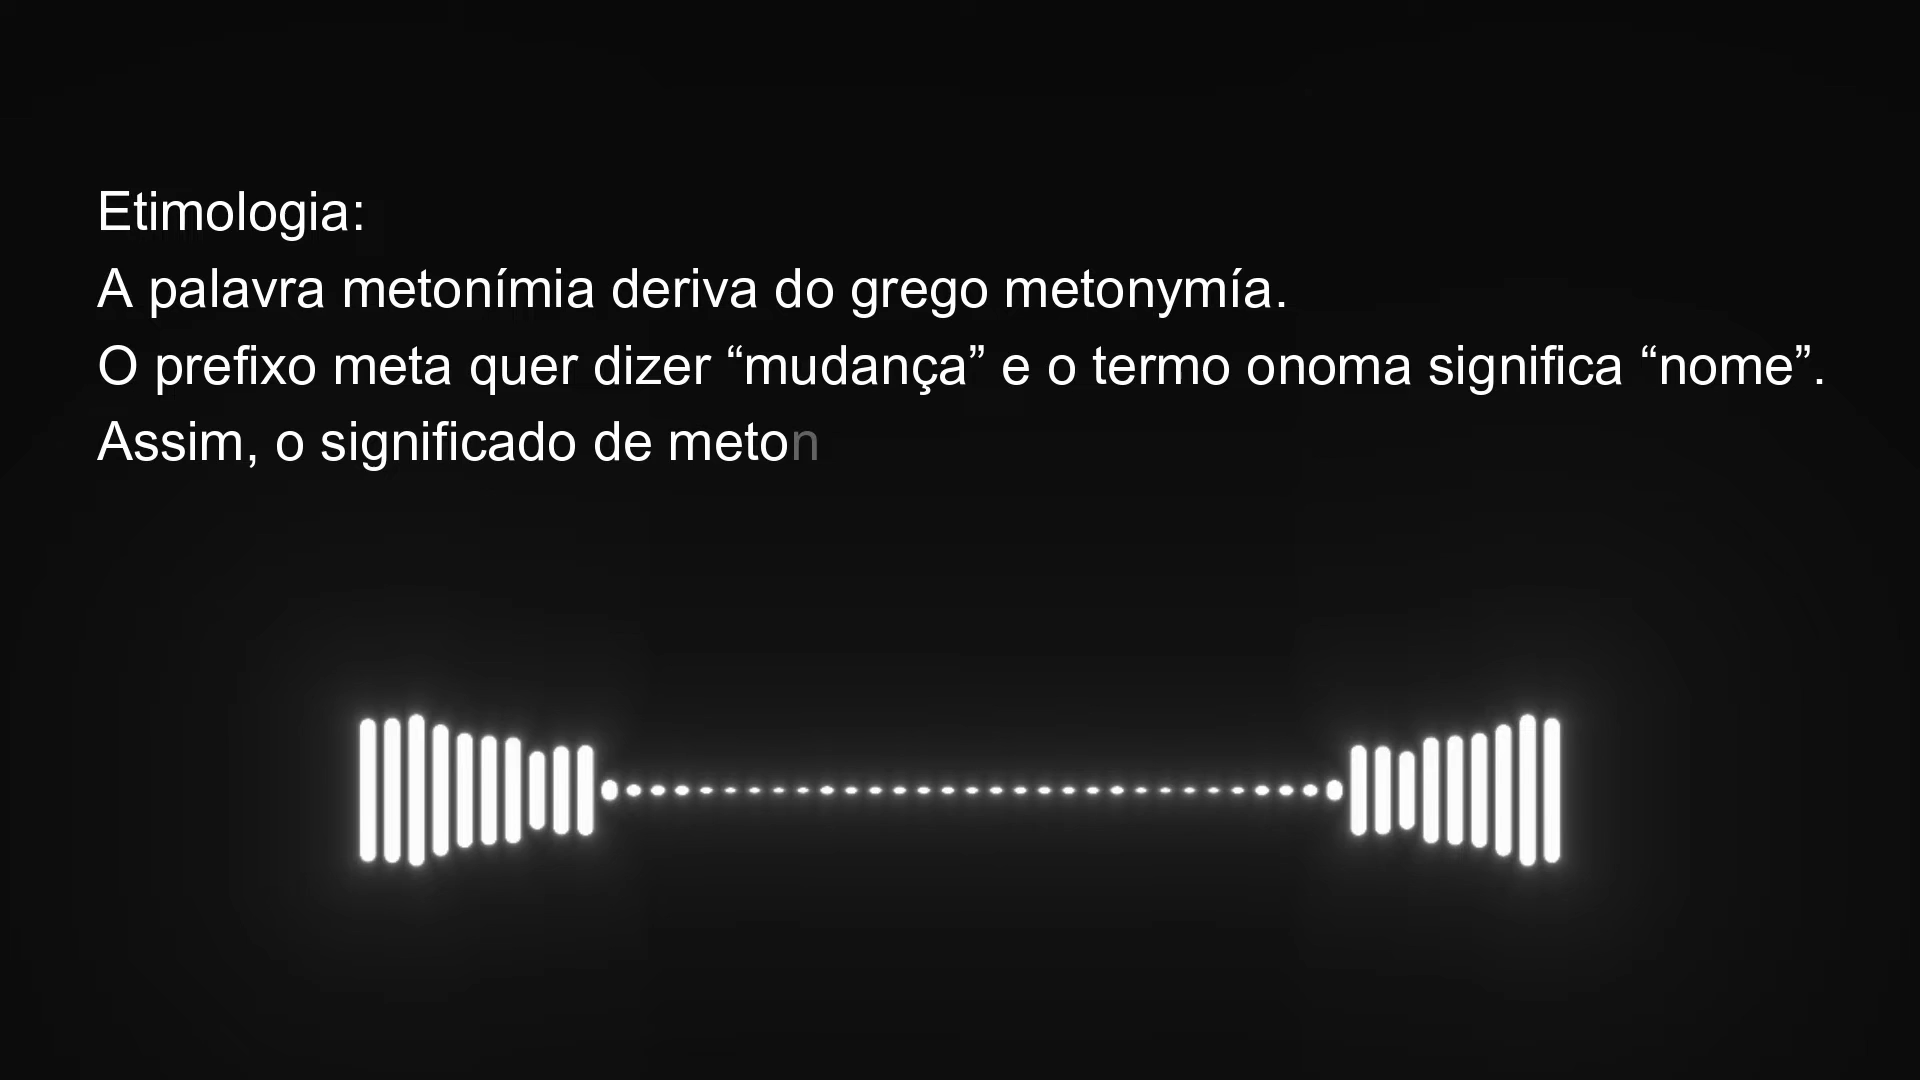 Etimologia:
A palavra metonímia deriva do grego metonymía.
O prefixo meta quer dizer “mudança” e o termo onoma significa “nome”.
Assim, o significado de meton